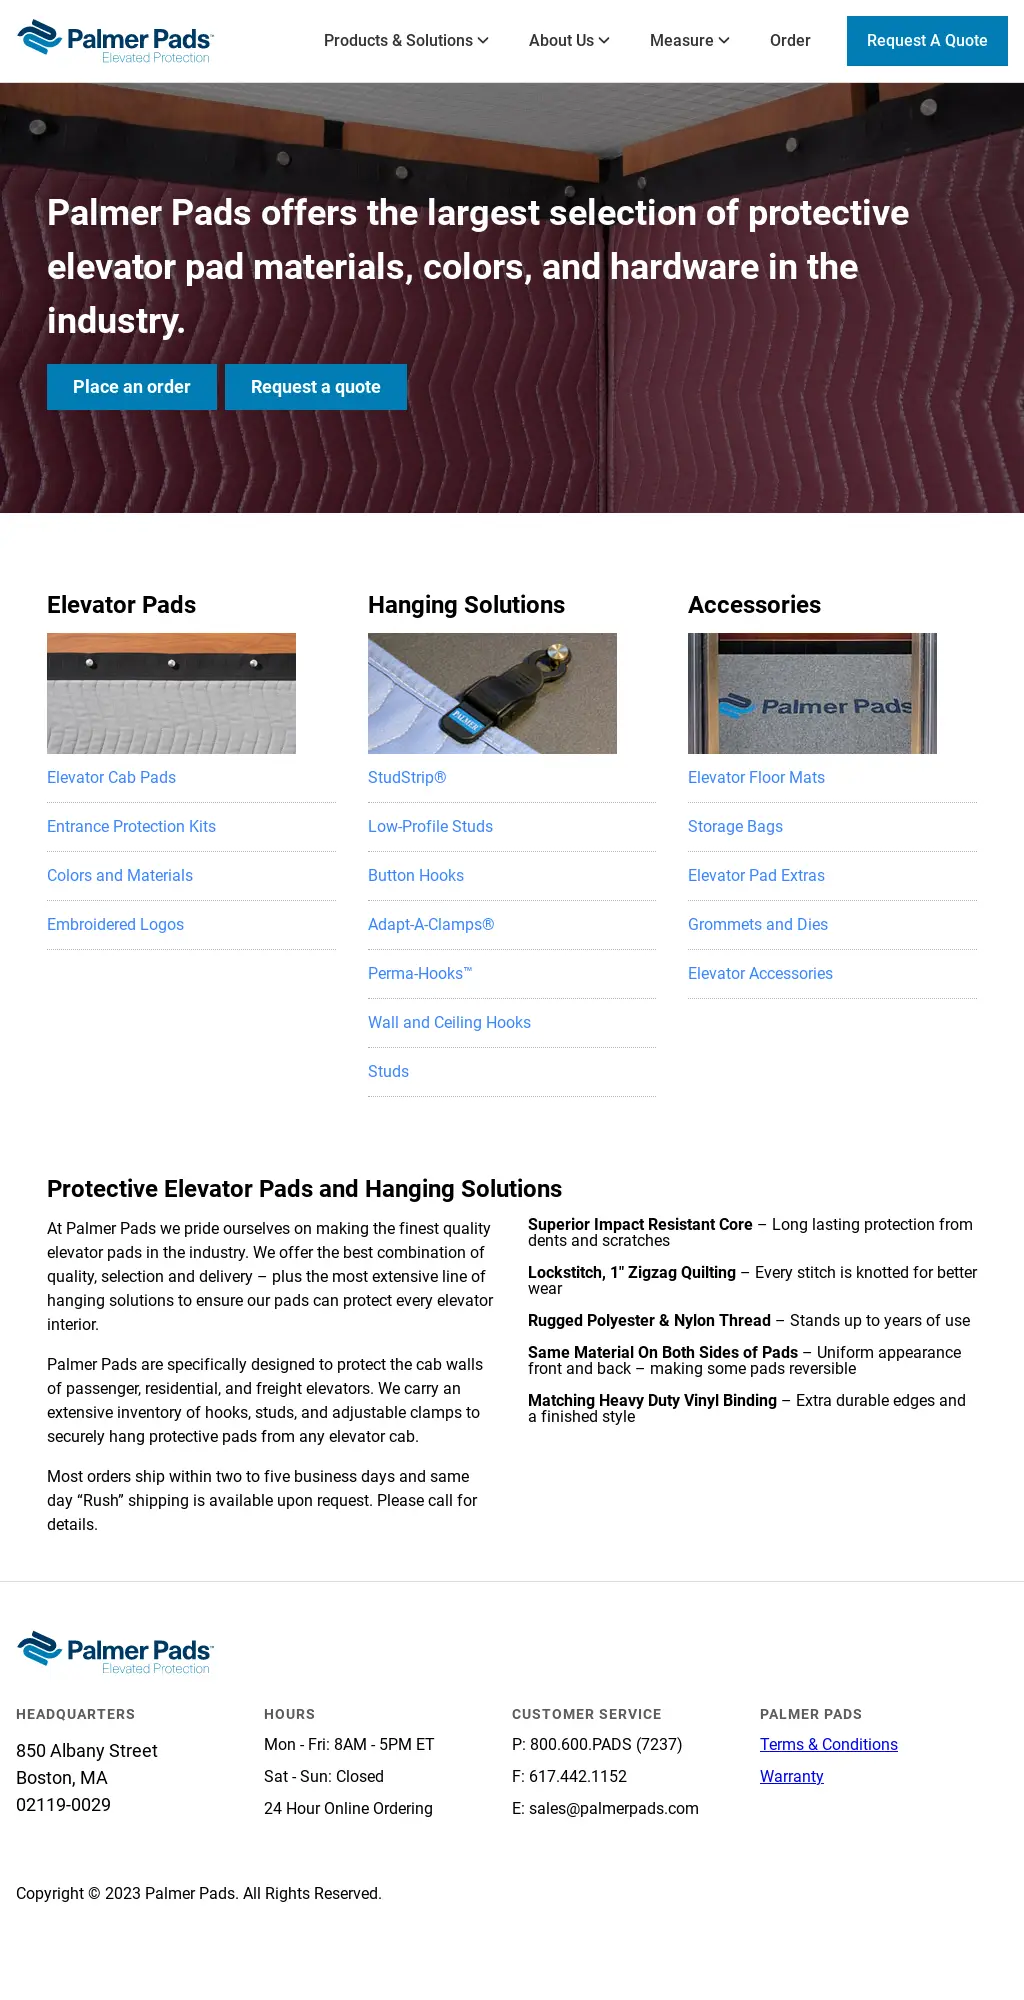 Palmer Pads™
Elevated Protection
Products & Solutions
About Us
Measure
Order
Request A Quote
Palmer Pads offers the largest selection of protective
elevator pad materials, colors, and hardware in the
industry.
Place an order
Request a quote
Elevator Pads
Elevator Cab Pads
Entrance Protection Kits
Colors and Materials
Embroidered Logos
Hanging Solutions
PALMER
StudStrip®
Low-Profile Studs
Button Hooks
Adapt-A-Clamps®
Perma-Hooks™
Wall and Ceiling Hooks
Studs
Accessories
Palmer Pads
Elevator Floor Mats
Storage Bags
Elevator Pad Extras
Grommets and Dies
Elevator Accessories
Protective Elevator Pads and Hanging Solutions
At Palmer Pads we pride ourselves on making the finest quality
elevator pads in the industry. We offer the best combination of
quality, selection and delivery – plus the most extensive line of
hanging solutions to ensure our pads can protect every elevator
interior.
Palmer Pads are specifically designed to protect the cab walls
of passenger, residential, and freight elevators. We carry an
extensive inventory of hooks, studs, and adjustable clamps to
securely hang protective pads from any elevator cab.
Most orders ship within two to five business days and same
day “Rush” shipping is available upon request. Please call for
details.
Superior Impact Resistant Core – Long lasting protection from
dents and scratches
Lockstitch, 1" Zigzag Quilting – Every stitch is knotted for better
wear
Rugged Polyester & Nylon Thread – Stands up to years of use
Same Material On Both Sides of Pads – Uniform appearance
front and back – making some pads reversible
Matching Heavy Duty Vinyl Binding – Extra durable edges and
a finished style
Palmer Pads™
Elevated Protection
HEADQUARTERS
850 Albany Street
Boston, MA
02119-0029
HOURS
Mon - Fri: 8AM - 5PM ET
Sat - Sun: Closed
24 Hour Online Ordering
CUSTOMER SERVICE
P: 800.600.PADS (7237)
F: 617.442.1152
E: sales@palmerpads.com
PALMER PADS
Terms & Conditions
Warranty
Copyright © 2023 Palmer Pads. All Rights Reserved.